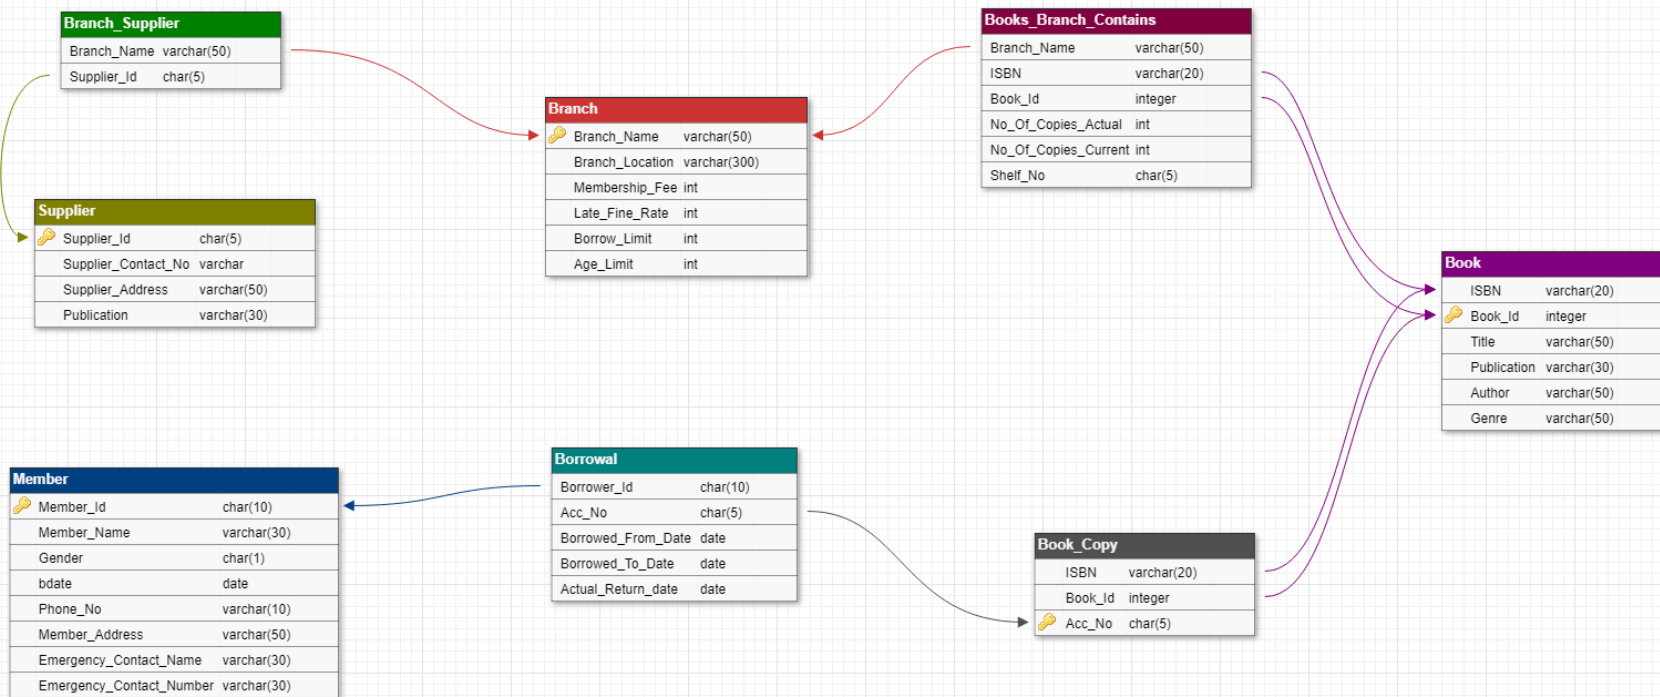 Branch_Supplier
Branch_Name varchar(50)
Supplier_Id char(5)
Books_Branch_Contains
Branch_Name varchar(50)
ISBN varchar(20)
Book_Id integer
No_Of_Copies_Actual int
No_Of_Copies_Current int
Shelf_No char(5)
Branch
Branch_Name varchar(50)
Branch_Location varchar(300)
Membership_Fee int
Late_Fine_Rate int
Borrow_Limit int
Age_Limit int
Supplier
Supplier_Id char(5)
Supplier_Contact_No varchar
Supplier_Address varchar(50)
Publication varchar(30)
Book
ISBN varchar(20)
Book_Id integer
Title varchar(50)
Publication varchar(30)
Author varchar(50)
Genre varchar(50)
Member
Member_Id char(10)
Member_Name varchar(30)
Gender char(1)
bdate date
Phone_No varchar(10)
Member_Address varchar(50)
Emergency_Contact_Name varchar(30)
Emergency_Contact_Number varchar(30)
Borrowal
Borrower_Id char(10)
Acc_No char(5)
Borrowed_From_Date date
Borrowed_To_Date date
Actual_Return_date date
Book_Copy
ISBN varchar(20)
Book_Id integer
Acc_No char(5)